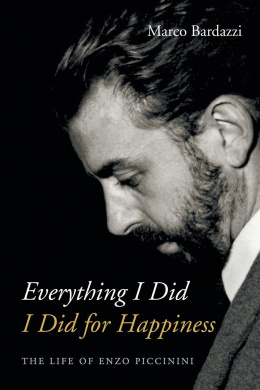 Marco Bardazzi
Everything I Did
I Did for Happiness
THE LIFE OF ENZO PICCININI